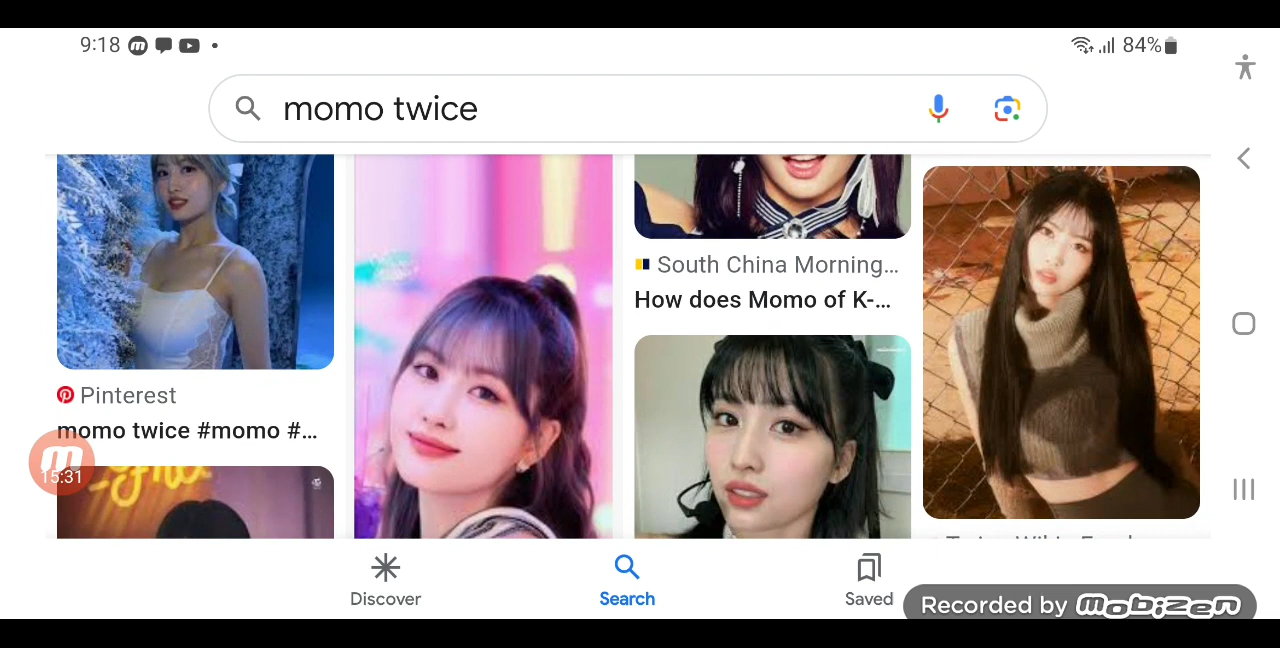 9:18
84%
momo twice
South China Morning...
How does Momo of K-...
Pinterest
momo twice #momo #...
15:31
Discover
Search
Saved
Recorded by mobizen